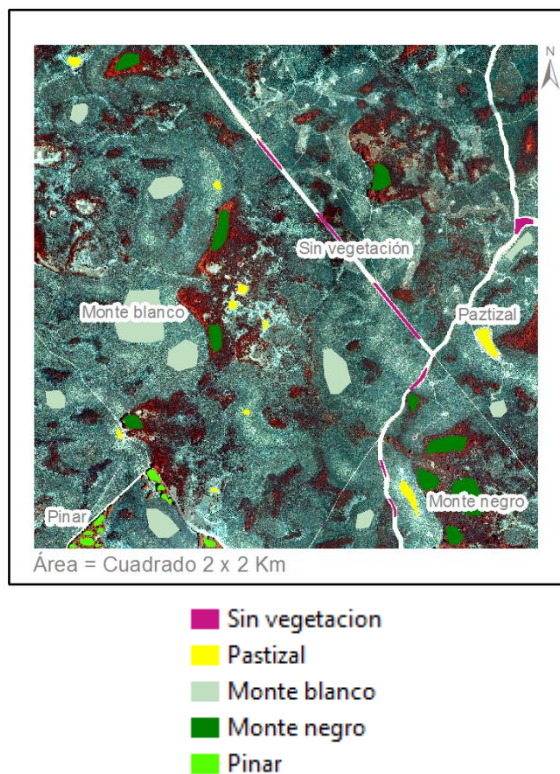 N
Sin vegetación
Monte blanco
Paztizal
Monte negro
Pinar
Área = Cuadrado 2 x 2 Km
Sin vegetacion
Pastizal
Monte blanco
Monte negro
Pinar